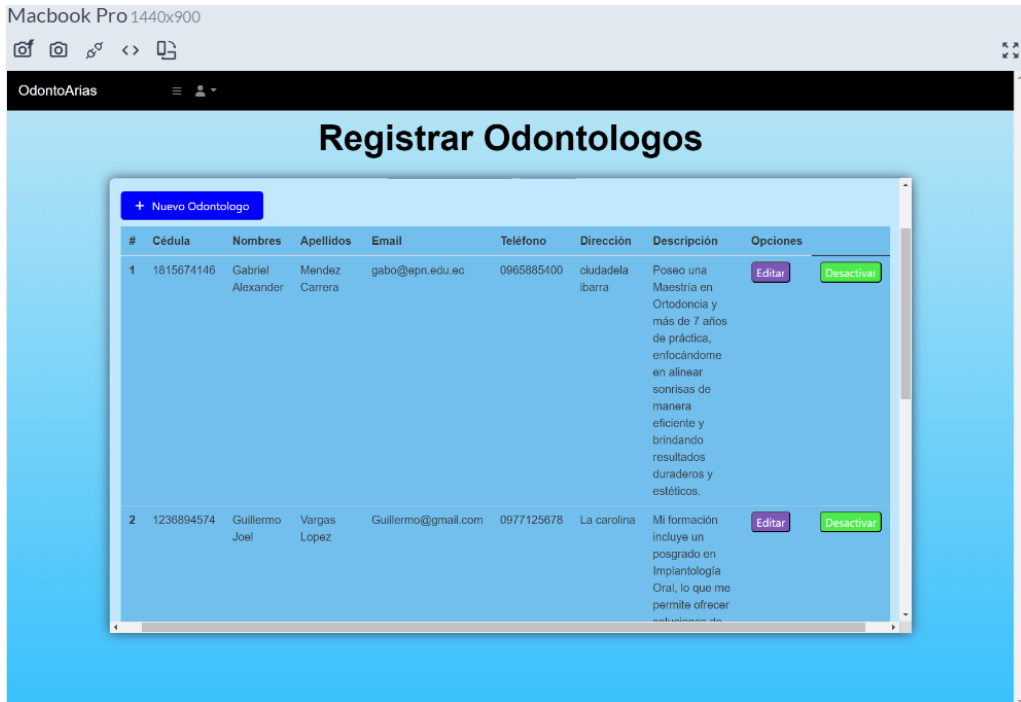 Macbook Pro 1440x900
OdontoArias
Registrar Odontologos
+ Nuevo Odontologo
# Cédula Nombres Apellidos Email Teléfono Dirección Descripción Opciones
1 1815674146 Gabriel Mendez gabo@epn.edu.ec 0965885400 ciudadela Poseo una Editar Desactivar
Alexander Carrera ibarra Maestría en
Ortodoncia y
más de 7 años
de práctica,
enfocándome
en alinear
sonrisas de
manera
eficiente y
brindando
resultados
duraderos y
estéticos.
2 1236894574 Guillermo Vargas Guillermo@gmail.com 0977125678 La carolina Mi formación Editar Desactivar
Joel Lopez incluye un
posgrado en
Implantología
Oral, lo que me
permite ofrecer
soluciones de